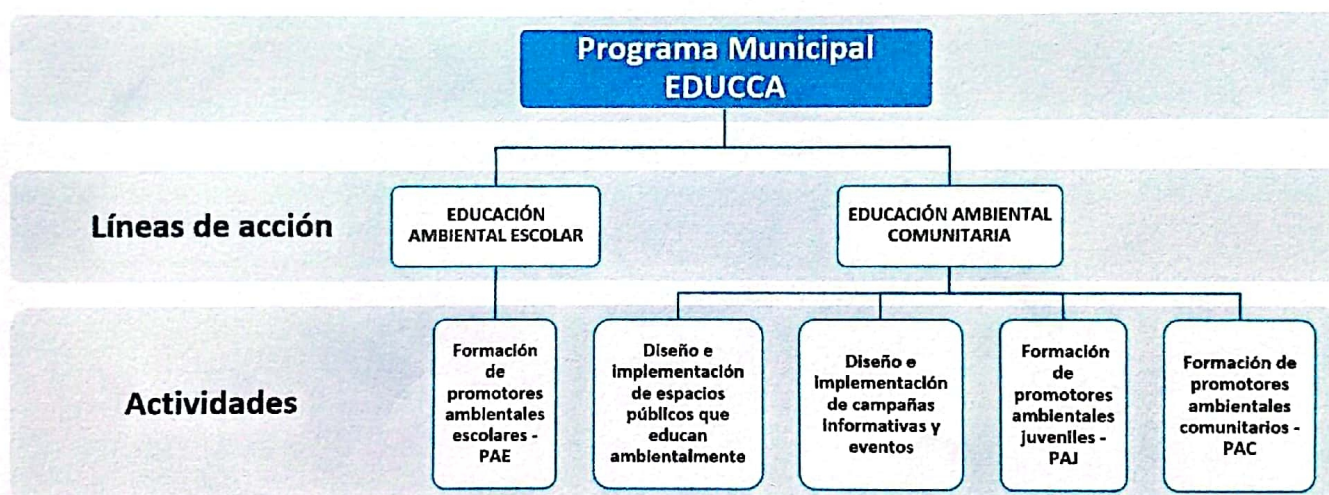 Programa Municipal
EDUCCA
Líneas de acción
EDUCACIÓN
AMBIENTAL ESCOLAR
EDUCACIÓN AMBIENTAL
COMUNITARIA
Actividades
Formación
de
promotores
ambientales
escolares -
PAE
Diseño e
implementación
de espacios
públicos que
educan
ambientalmente
Diseño e
implementación
de campañas
informativas y
eventos
Formación
de
promotores
ambientales
juveniles -
PAJ
Formación de
promotores
ambientales
comunitarios -
PAC